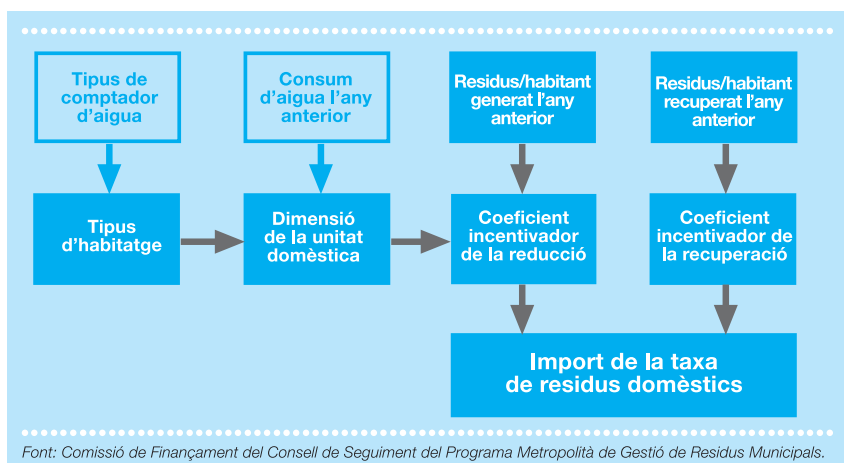 Tipus de
comptador
d'aigua
Consum
d'aigua l'any
anterior
Residus/habitant
generat l'any
anterior
Residus/habitant
recuperat l'any
anterior
Tipus
d'habitatge
Dimensió
de la unitat
domèstica
Coeficient
incentivador
de la reducció
Coeficient
incentivador de
la recuperació
Import de la taxa
de residus domèstics
Font: Comissió de Finançament del Consell de Seguiment del Programa Metropolità de Gestió de Residus Municipals.